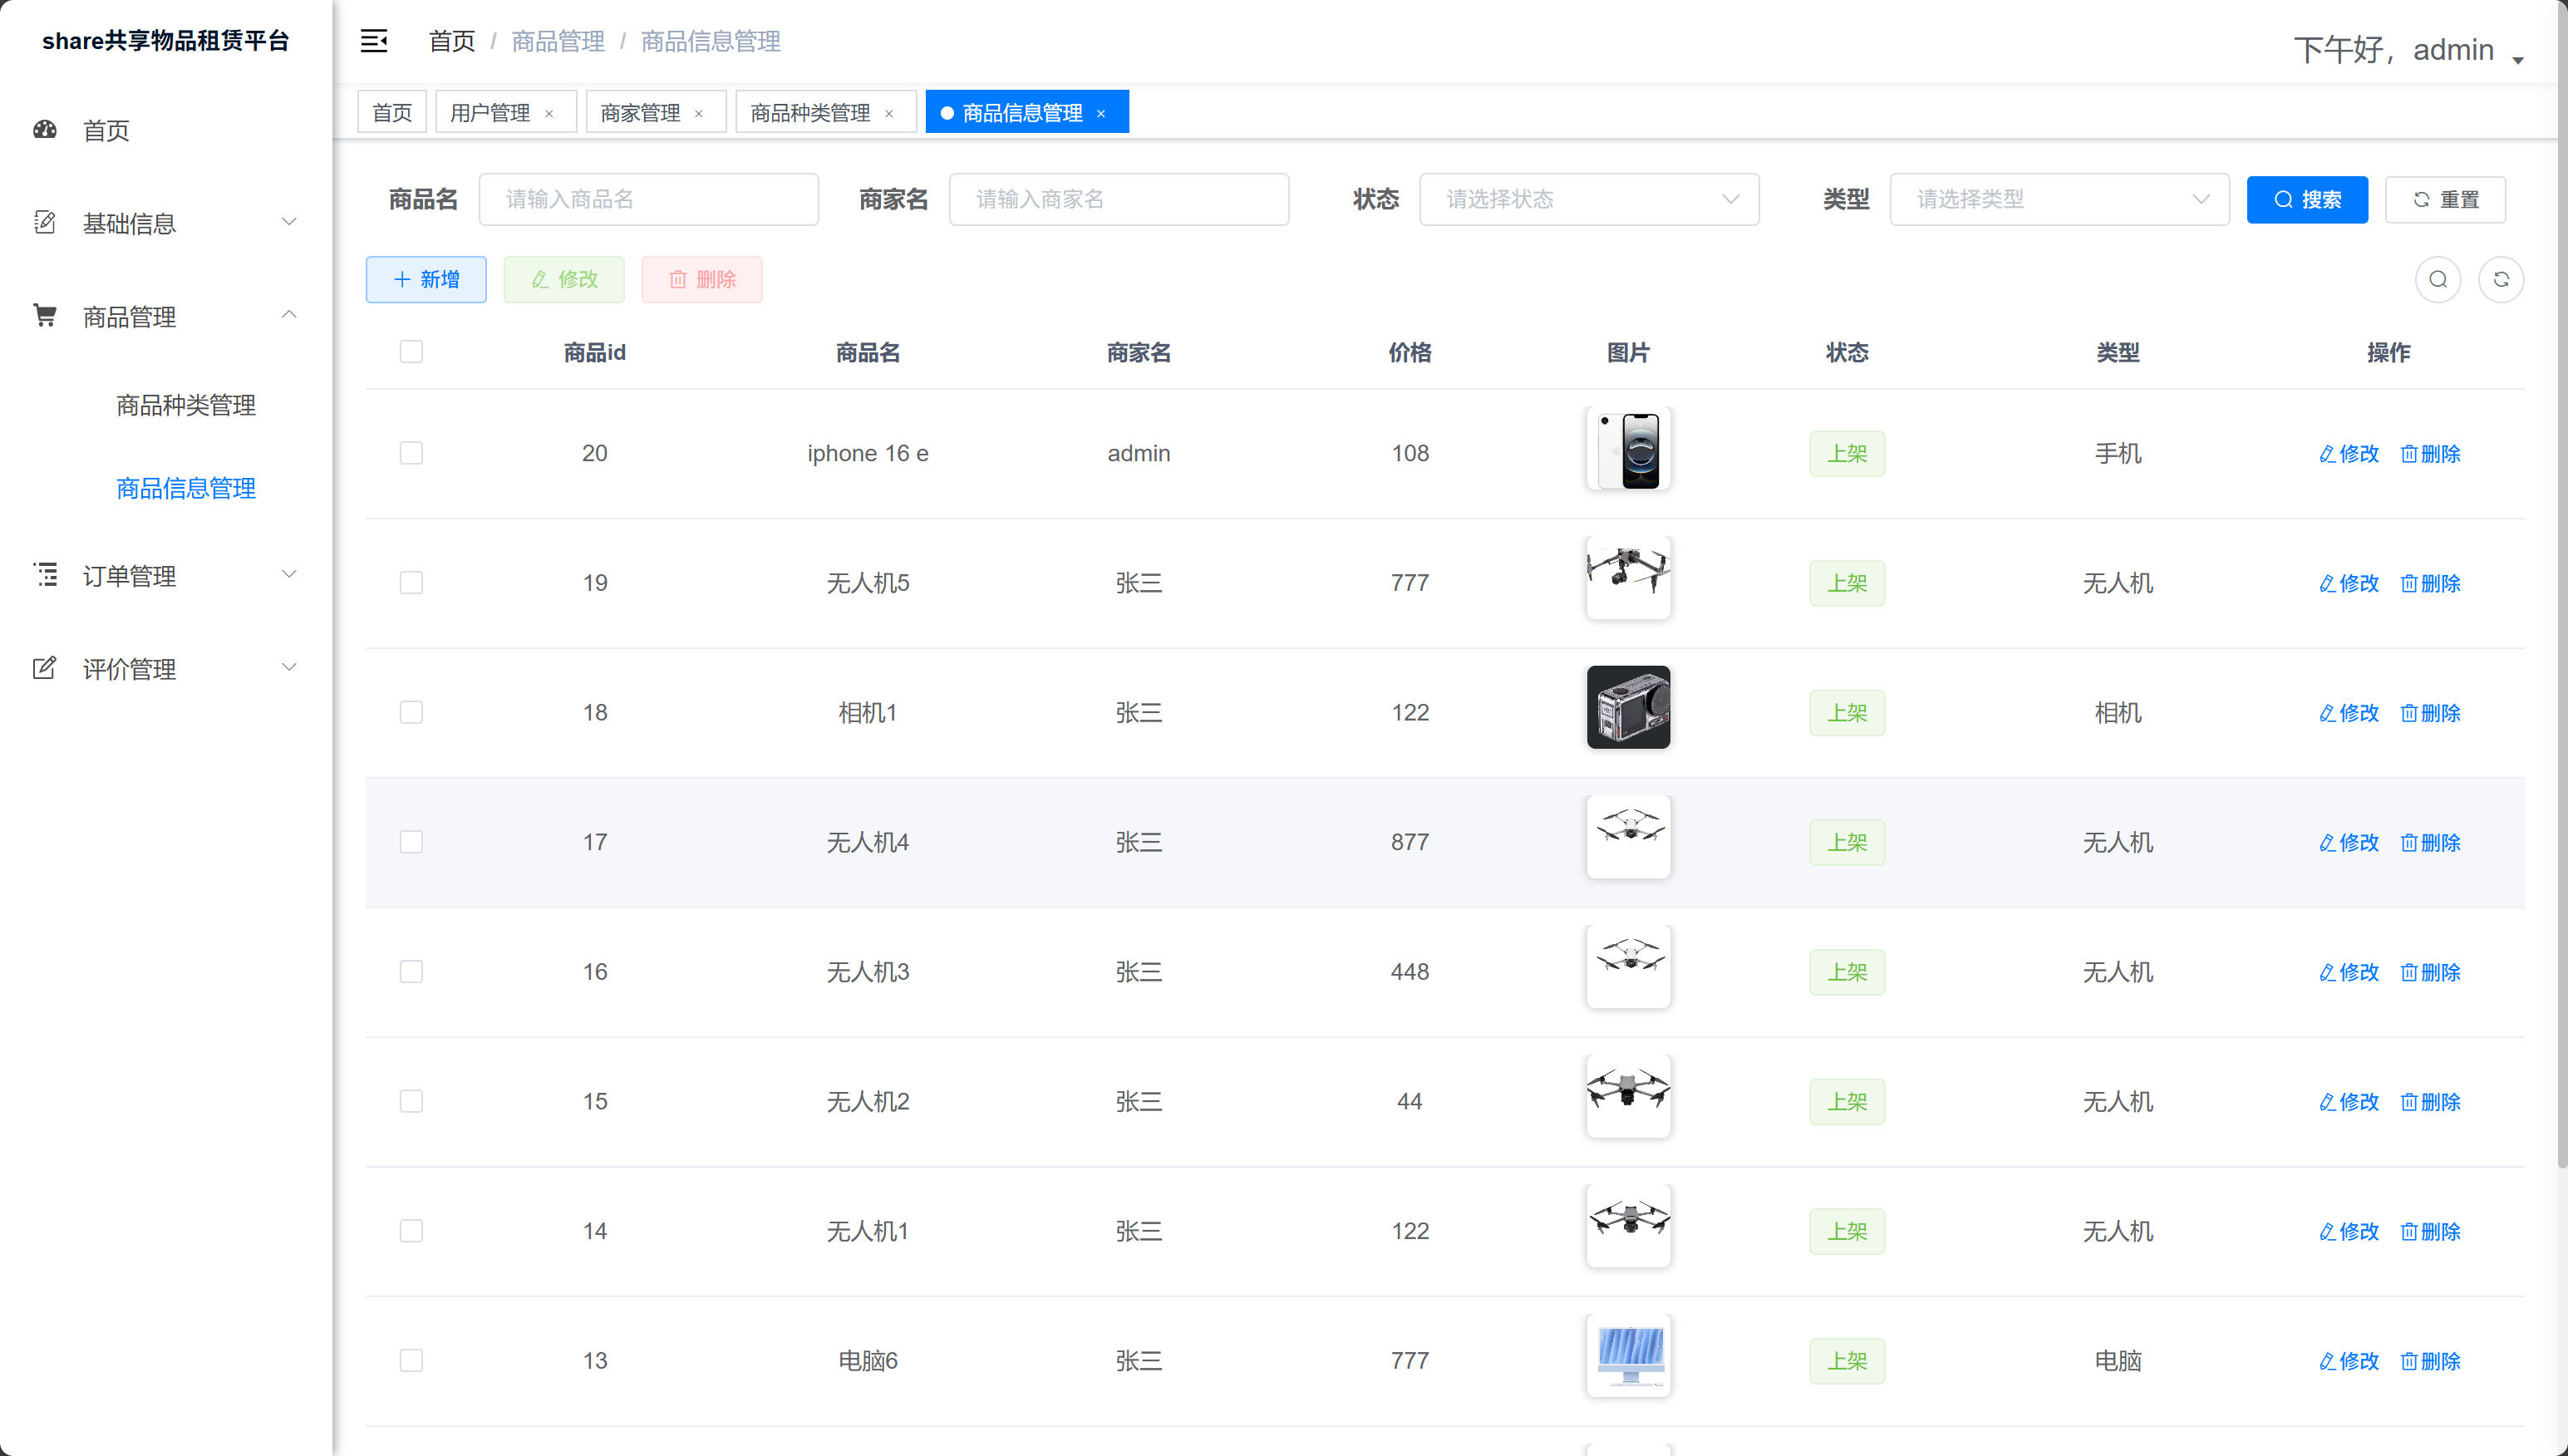 share共享物品租赁平台
首页
基础信息
商品管理
商品种类管理
商品信息管理
订单管理
评价管理
首页 / 商品管理 / 商品信息管理
下午好，admin
首页 用户管理 × 商家管理 × 商品种类管理 × 商品信息管理 ×
商品名 请输入商品名 商家名 请输入商家名 状态 请选择状态 类型 请选择类型 搜索 重置
新增 修改 删除
商品id 商品名 商家名 价格 图片 状态 类型 操作
20 iphone 16 e admin 108 上架 手机 修改 删除
19 无人机5 张三 777 上架 无人机 修改 删除
18 相机1 张三 122 上架 相机 修改 删除
17 无人机4 张三 877 上架 无人机 修改 删除
16 无人机3 张三 448 上架 无人机 修改 删除
15 无人机2 张三 44 上架 无人机 修改 删除
14 无人机1 张三 122 上架 无人机 修改 删除
13 电脑6 张三 777 上架 电脑 修改 删除